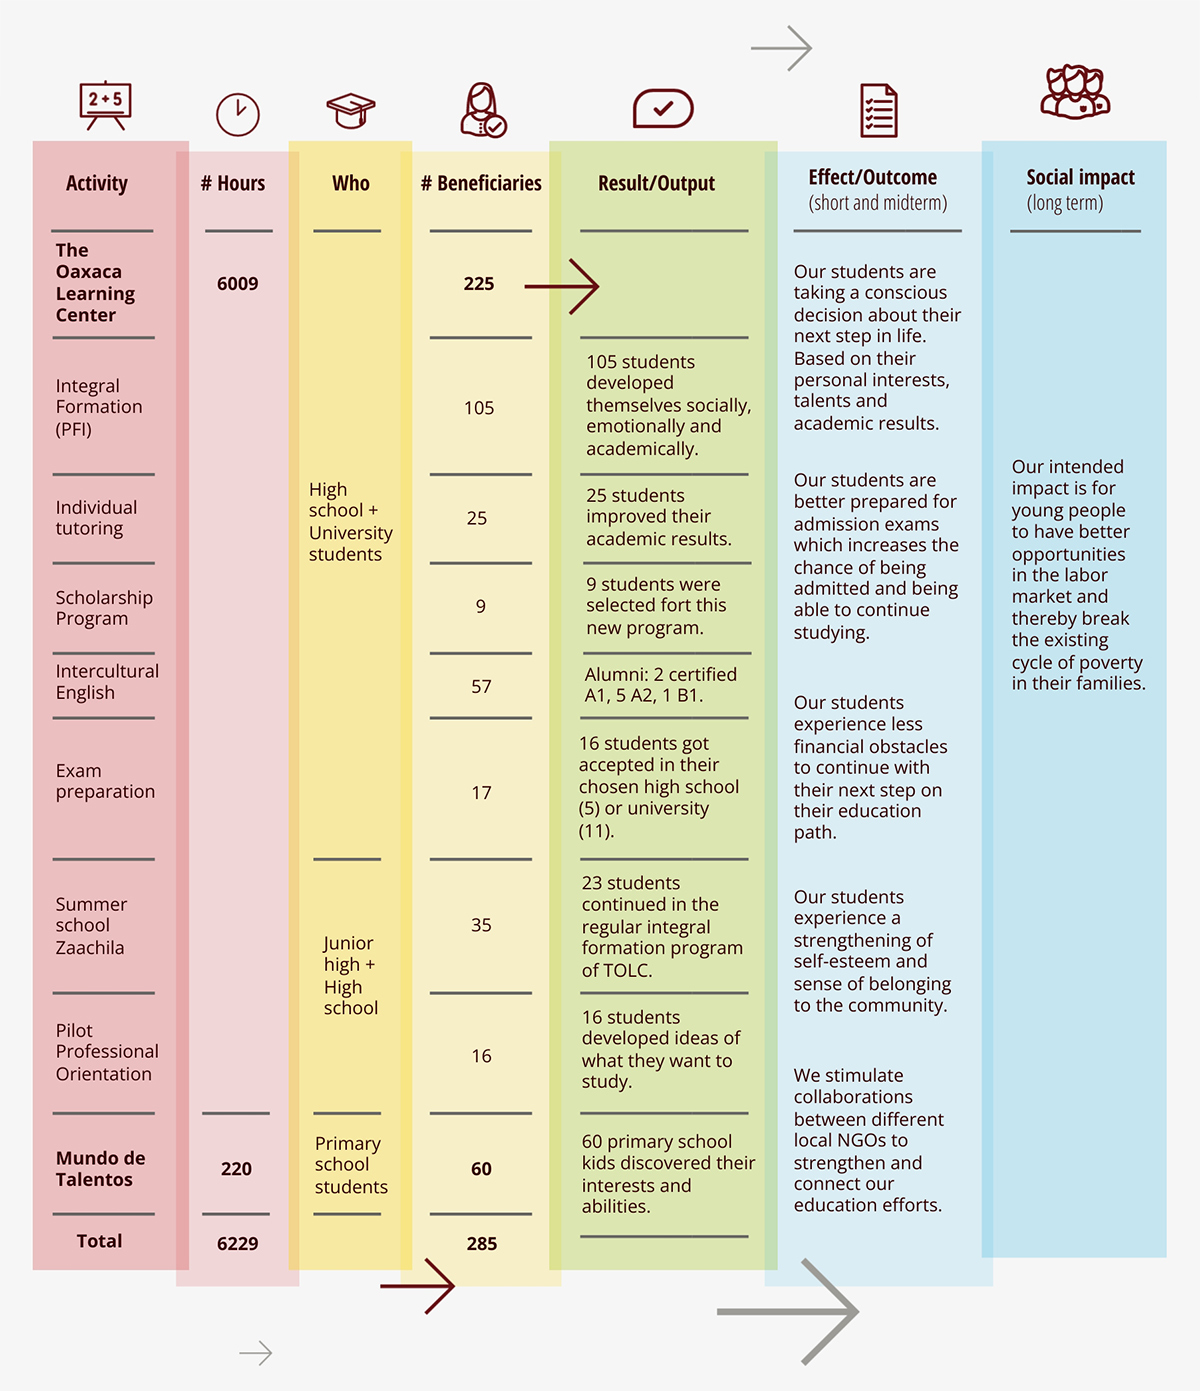 2 + 5
Activity
# Hours
Who
# Beneficiaries
Result/Output
Effect/Outcome
(short and midterm)
Social impact
(long term)
The
Oaxaca
Learning
Center
6009
225
Integral
Formation
(PFI)
105
105 students
developed
themselves socially,
emotionally and
academically.
Individual
tutoring
25
25 students
improved their
academic results.
Scholarship
Program
9
9 students were
selected fort this
new program.
Intercultural
English
57
Alumni: 2 certified
A1, 5 A2, 1 B1.
Exam
preparation
17
16 students got
accepted in their
chosen high school
(5) or university
(11).
High
school +
University
students
Summer
school
Zaachila
35
23 students
continued in the
regular integral
formation program
of TOLC.
Pilot
Professional
Orientation
16
16 students
developed ideas of
what they want to
study.
Junior
high +
High
school
Mundo de
Talentos
220
Primary
school
students
60
60 primary school
kids discovered their
interests and
abilities.
Total
6229
285
Our students are
taking a conscious
decision about their
next step in life.
Based on their
personal interests,
talents and
academic results.
Our students are
better prepared for
admission exams
which increases the
chance of being
admitted and being
able to continue
studying.
Our students
experience less
financial obstacles
to continue with
their next step on
their education
path.
Our students
experience a
strengthening of
self-esteem and
sense of belonging
to the community.
We stimulate
collaborations
between different
local NGOs to
strengthen and
connect our
education efforts.
Our intended
impact is for
young people
to have better
opportunities
in the labor
market and
thereby break
the existing
cycle of poverty
in their families.